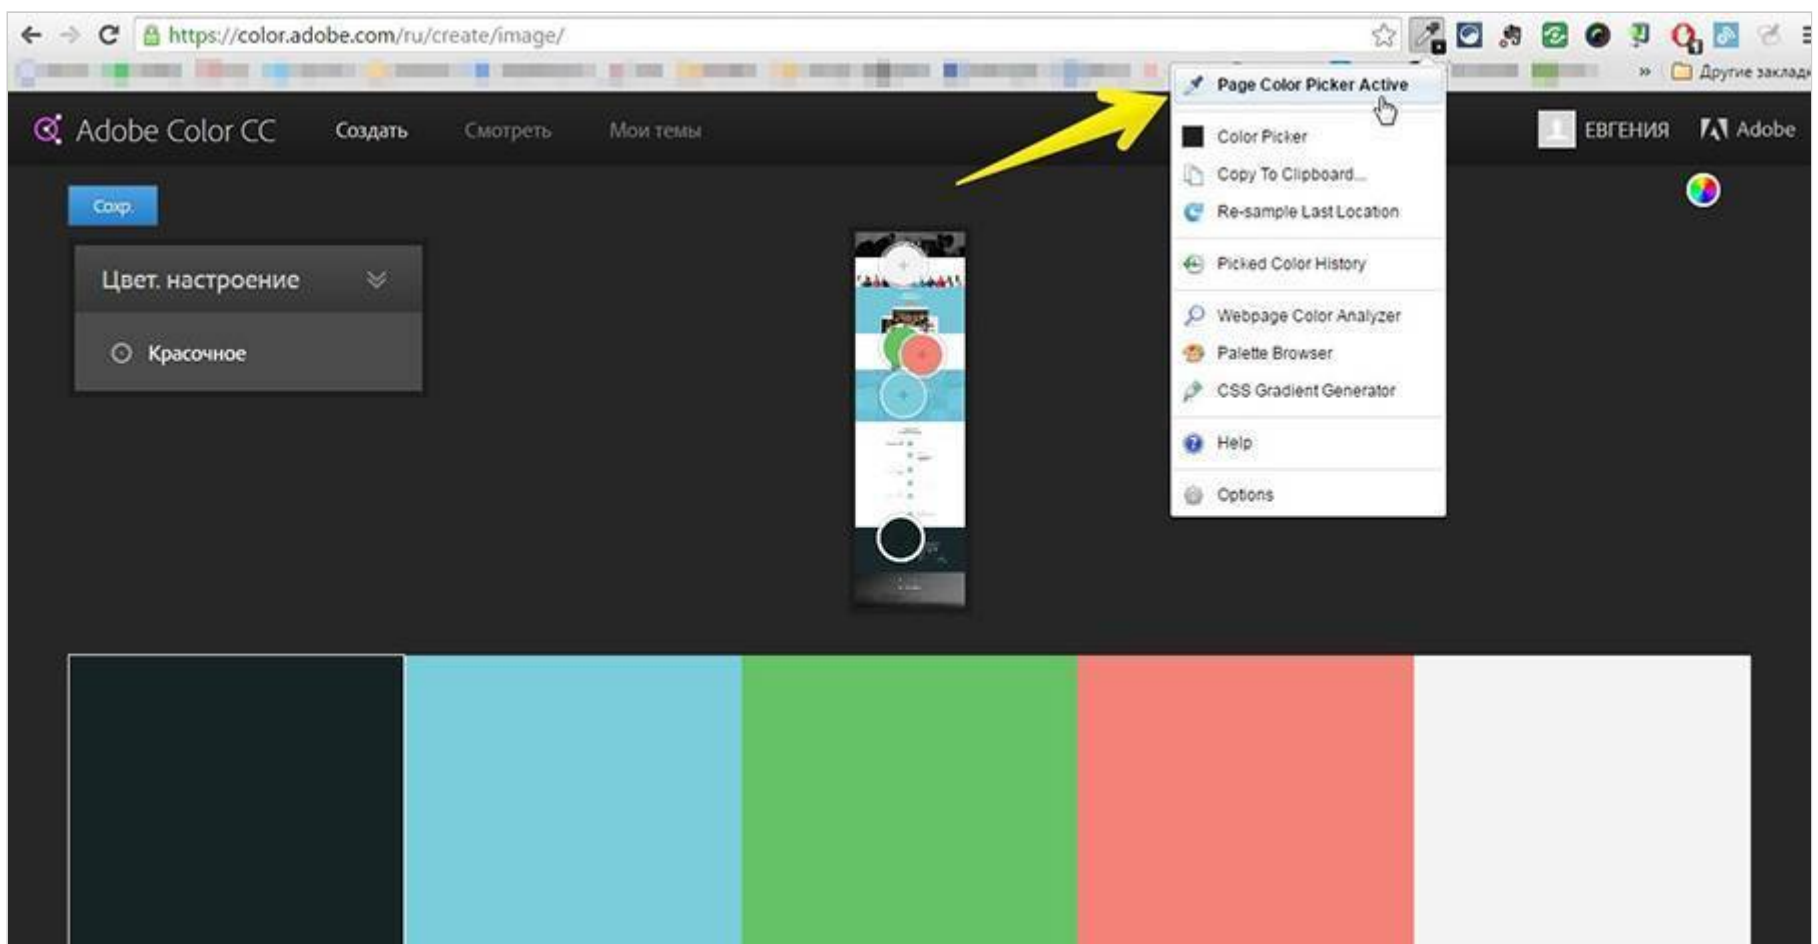 https://color.adobe.com/ru/create/image/
» Другие заклад
Adobe Color CC Создать Смотреть Мои темы ЕВГЕНИЯ Adobe
Сохр.
Цвет. настроение
Красочное
Page Color Picker Active
Color Picker
Copy To Clipboard...
Re-sample Last Location
Picked Color History
Webpage Color Analyzer
Palette Browser
CSS Gradient Generator
Help
Options